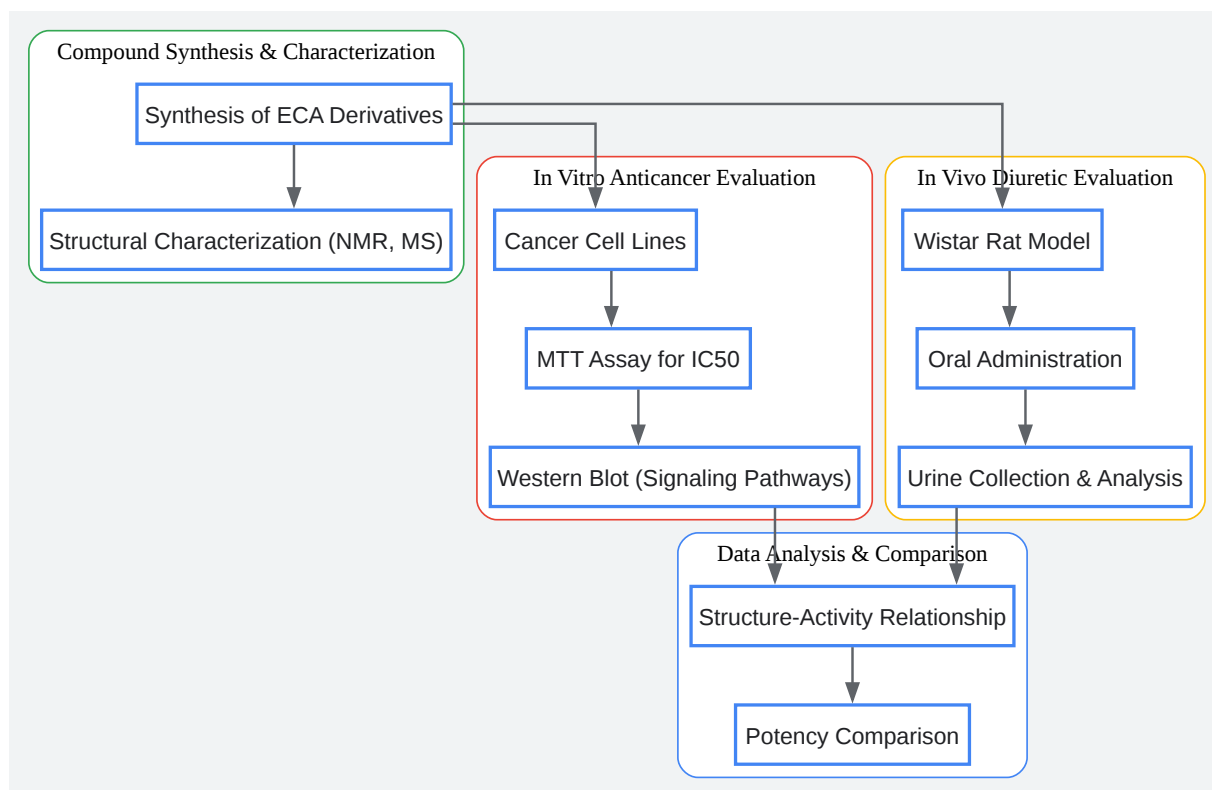 Compound Synthesis & Characterization
Synthesis of ECA Derivatives
Structural Characterization (NMR, MS)
In Vitro Anticancer Evaluation
Cancer Cell Lines
MTT Assay for IC50
Western Blot (Signaling Pathways)
In Vivo Diuretic Evaluation
Wistar Rat Model
Oral Administration
Urine Collection & Analysis
Data Analysis & Comparison
Structure-Activity Relationship
Potency Comparison